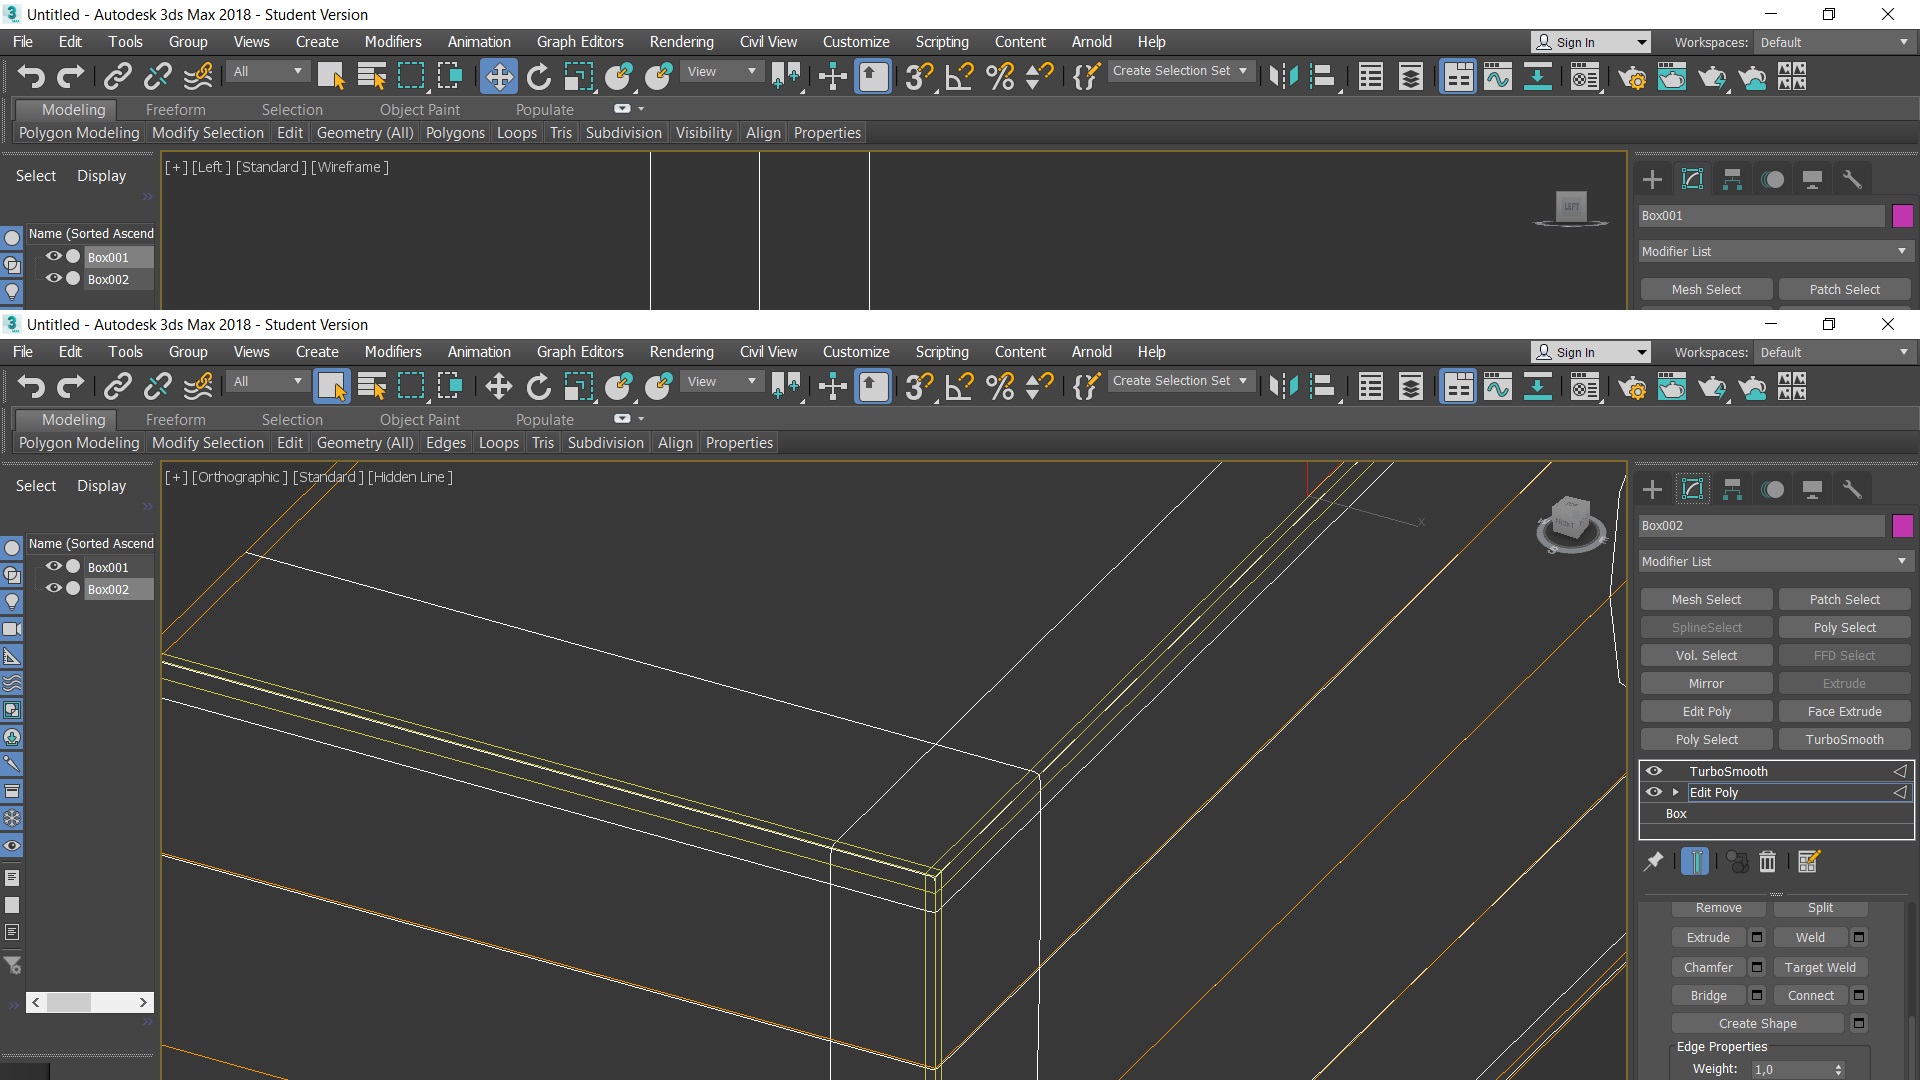 Untitled - Autodesk 3ds Max 2018 - Student Version
File Edit Tools Group Views Create Modifiers Animation Graph Editors Rendering Civil View Customize Scripting Content Arnold Help Sign In Workspaces: Default
All View Create Selection Set
Modeling Freeform Selection Object Paint Populate
Polygon Modeling Modify Selection Edit Geometry (All) Polygons Loops Tris Subdivision Visibility Align Properties
Select Display [+] [Left ] [Standard ] [Wireframe ]
LEFT
Box001
Name (Sorted Ascend
Modifier List
Box001
Box002
Mesh Select Patch Select
Untitled - Autodesk 3ds Max 2018 - Student Version
File Edit Tools Group Views Create Modifiers Animation Graph Editors Rendering Civil View Customize Scripting Content Arnold Help Sign In Workspaces: Default
All View Create Selection Set
Modeling Freeform Selection Object Paint Populate
Polygon Modeling Modify Selection Edit Geometry (All) Edges Loops Tris Subdivision Align Properties
Select Display [+] [Orthographic ] [Standard ] [Hidden Line ]
X
FRONT
Box002
Name (Sorted Ascend
Modifier List
Box001
Box002
Mesh Select Patch Select
SplineSelect Poly Select
Vol. Select FFD Select
Mirror Extrude
Edit Poly Face Extrude
Poly Select TurboSmooth
TurboSmooth
Edit Poly
Box
Remove Split
Extrude Weld
Chamfer Target Weld
Bridge Connect
Create Shape
Edge Properties
Weight: 1,0